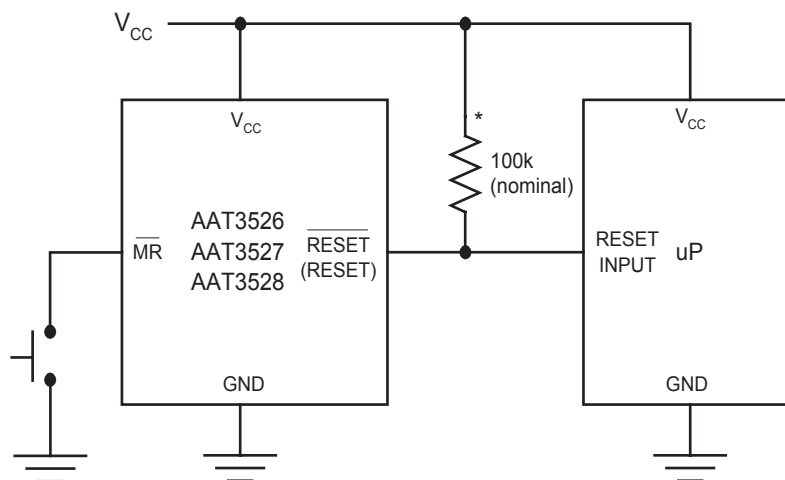 VCC
VCC
*
VCC
100k
(nominal)
AAT3526
AAT3527
AAT3528
MR
RESET
(RESET)
RESET
INPUT
uP
GND
GND